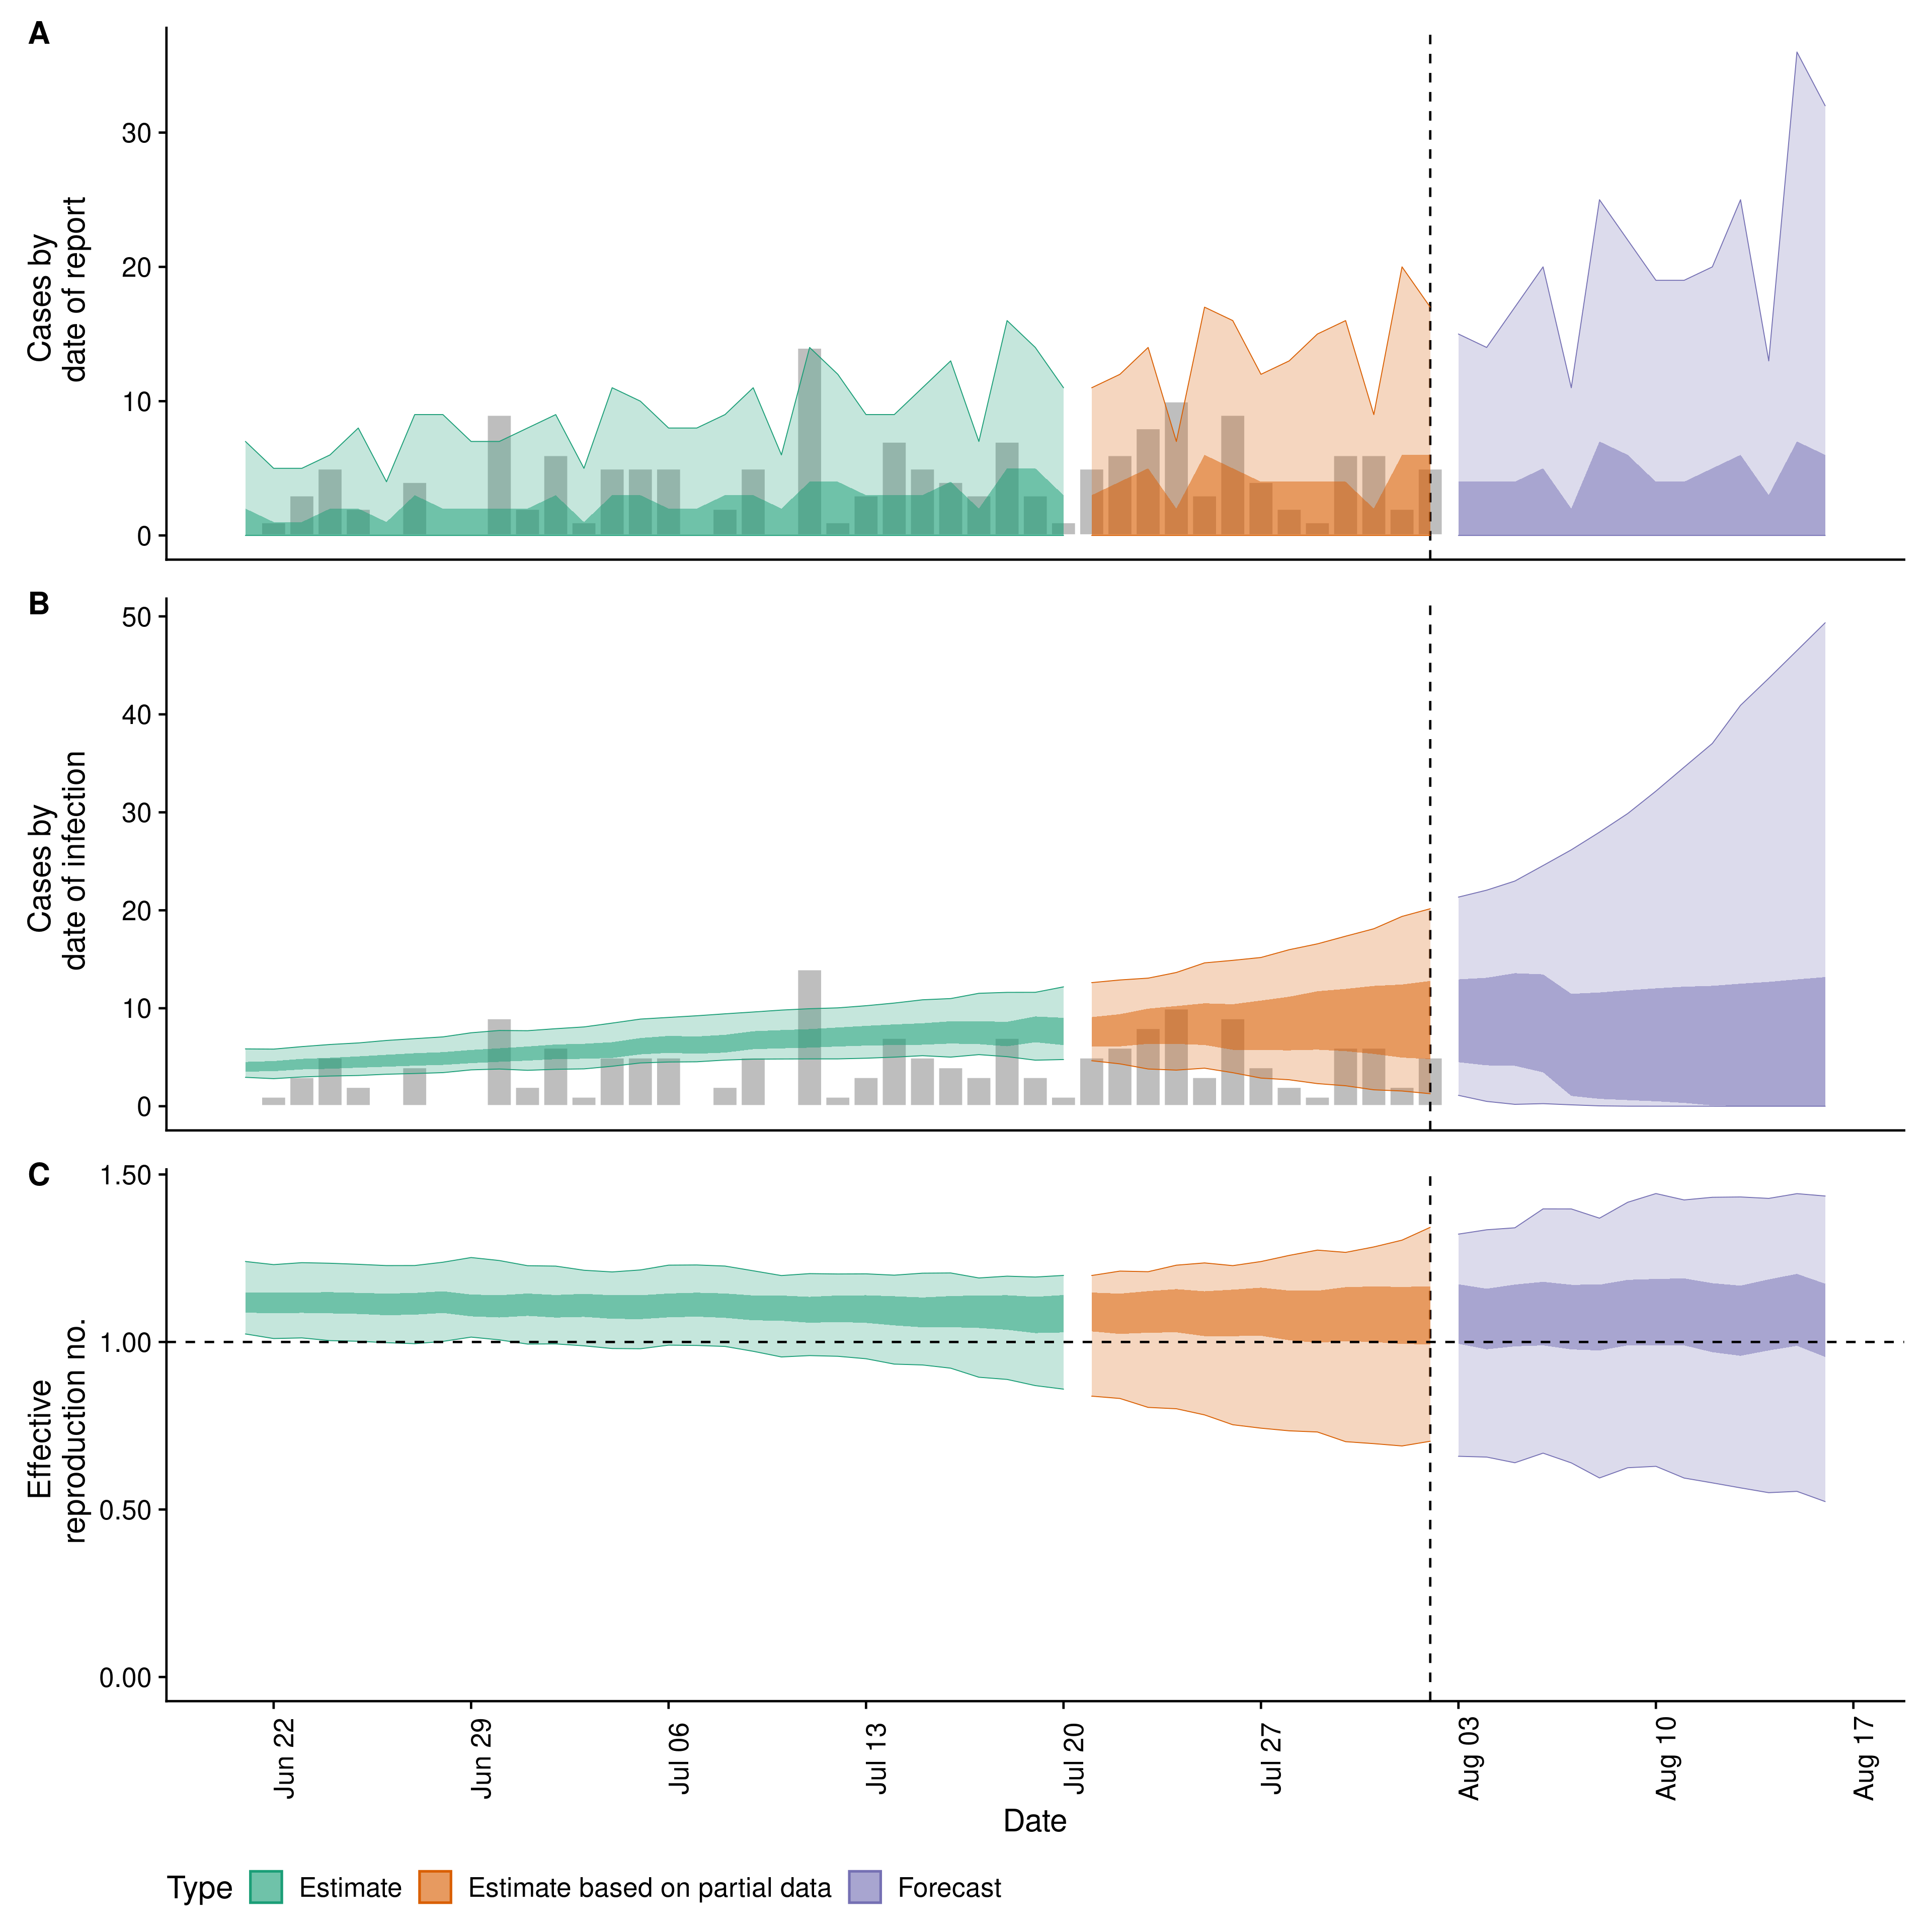 A
Cases by
date of report
30
20
10
0
B
Cases by
date of infection
50
40
30
20
10
0
C
Effective
reproduction no.
1.50
1.00
0.50
0.00
Jun 22
Jun 29
Jul 06
Jul 13
Jul 20
Jul 27
Aug 03
Aug 10
Aug 17
Date
Type Estimate Estimate based on partial data Forecast